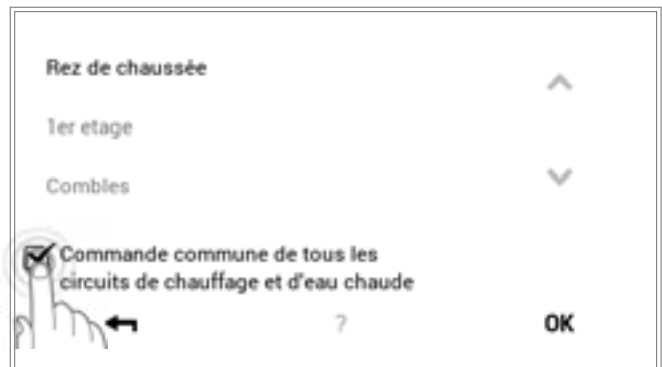 Rez de chaussée
1er etage
Combles
Commande commune de tous les
circuits de chauffage et d'eau chaude
? OK